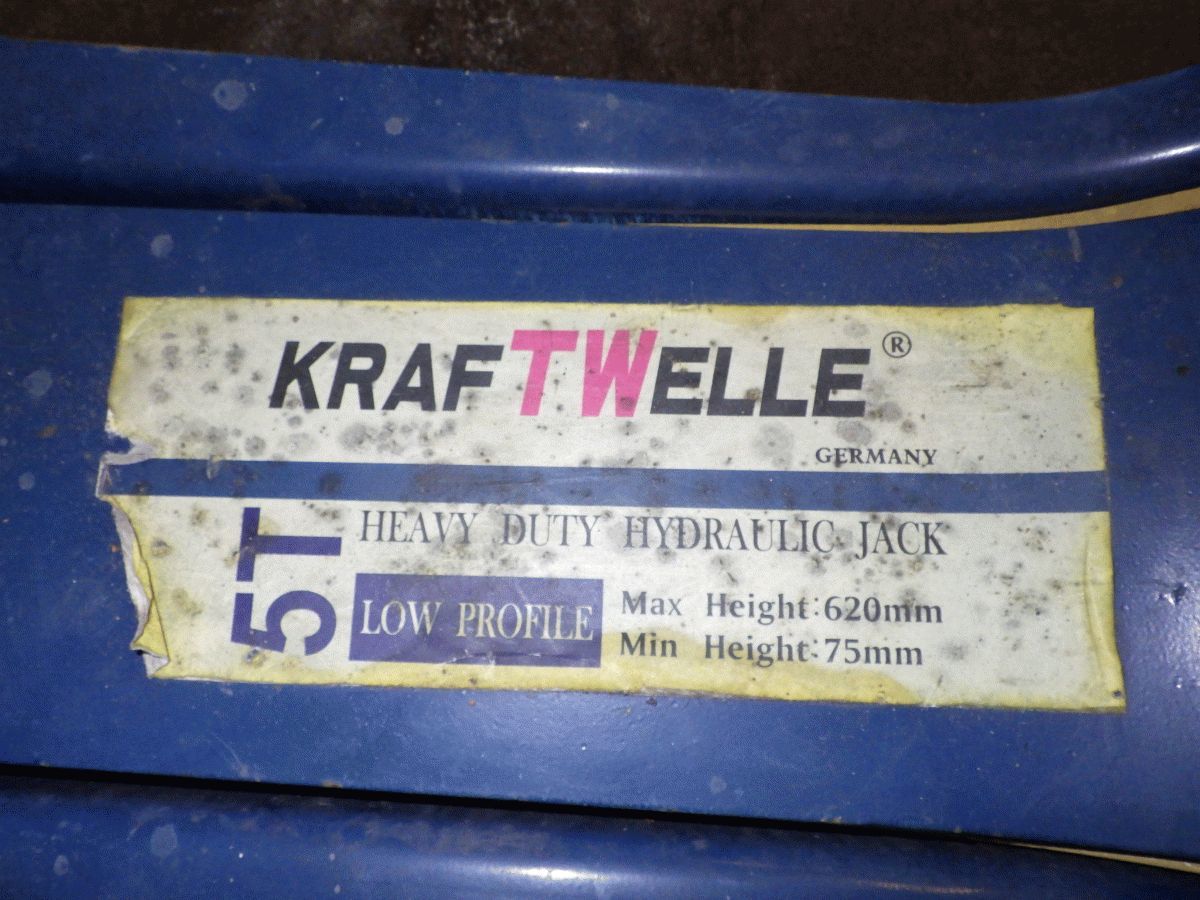 KRAFTWELLE ®
GERMANY
5T
HEAVY DUTY HYDRAULIC JACK
LOW PROFILE
Max Height:620mm
Min Height:75mm